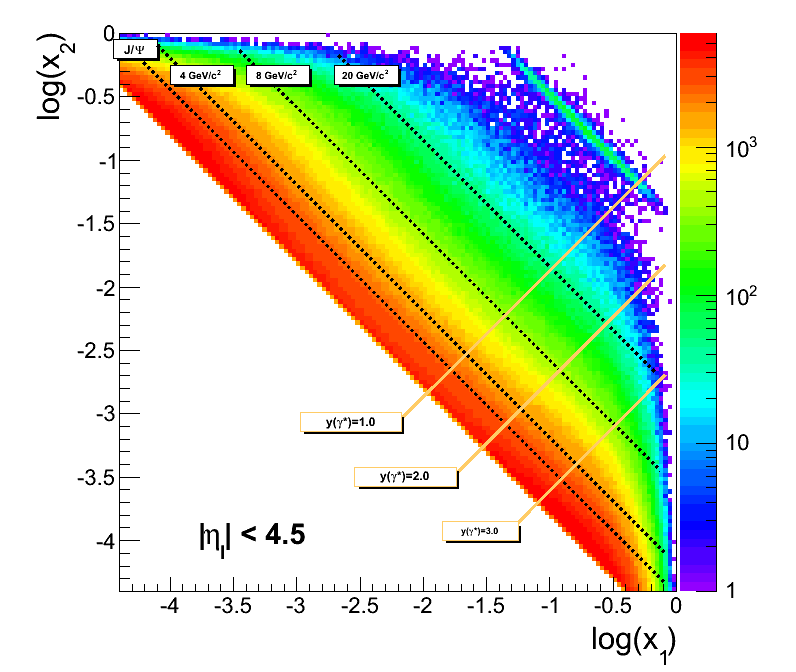 log(x2)
0
-0.5
-1
-1.5
-2
-2.5
-3
-3.5
-4
J/Ψ
4 GeV/c²
8 GeV/c²
20 GeV/c²
y(γ*)=1.0
y(γ*)=2.0
y(γ*)=3.0
|ηl| < 4.5
-4 -3.5 -3 -2.5 -2 -1.5 -1 -0.5 0
log(x1)
10³
10²
10
1